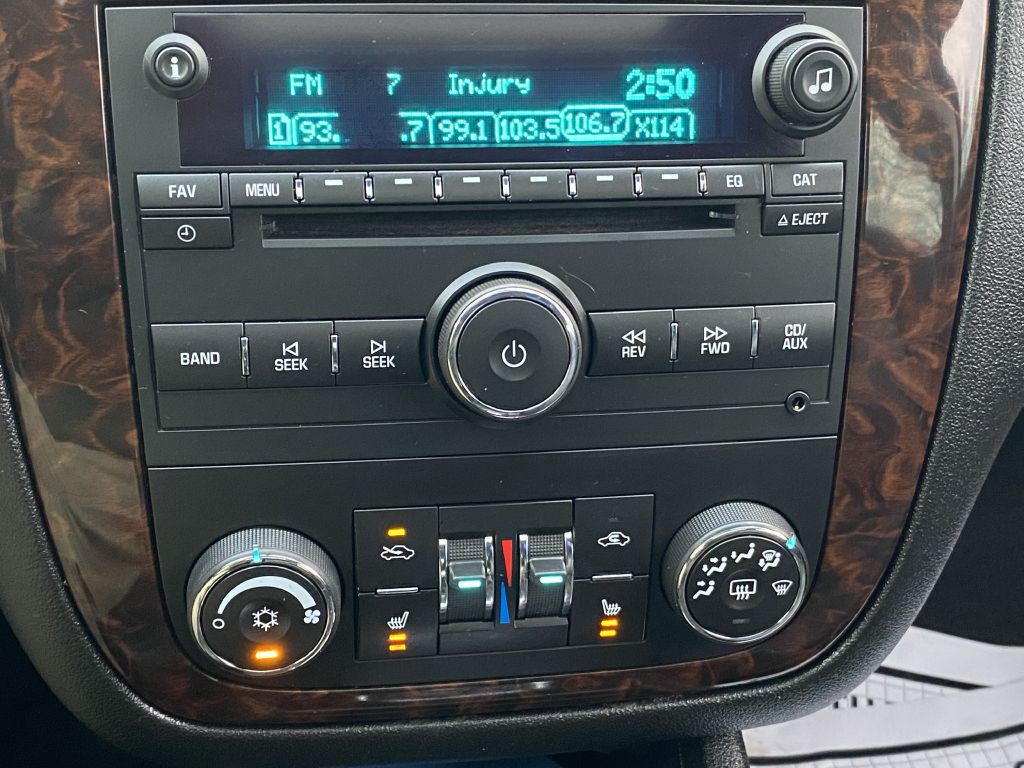 i
FM 7 Injury 2:50
1 93. .7 99.1 103.5 106.7 X114
FAV MENU EQ CAT
EJECT
BAND SEEK SEEK REV FWD CD/
AUX